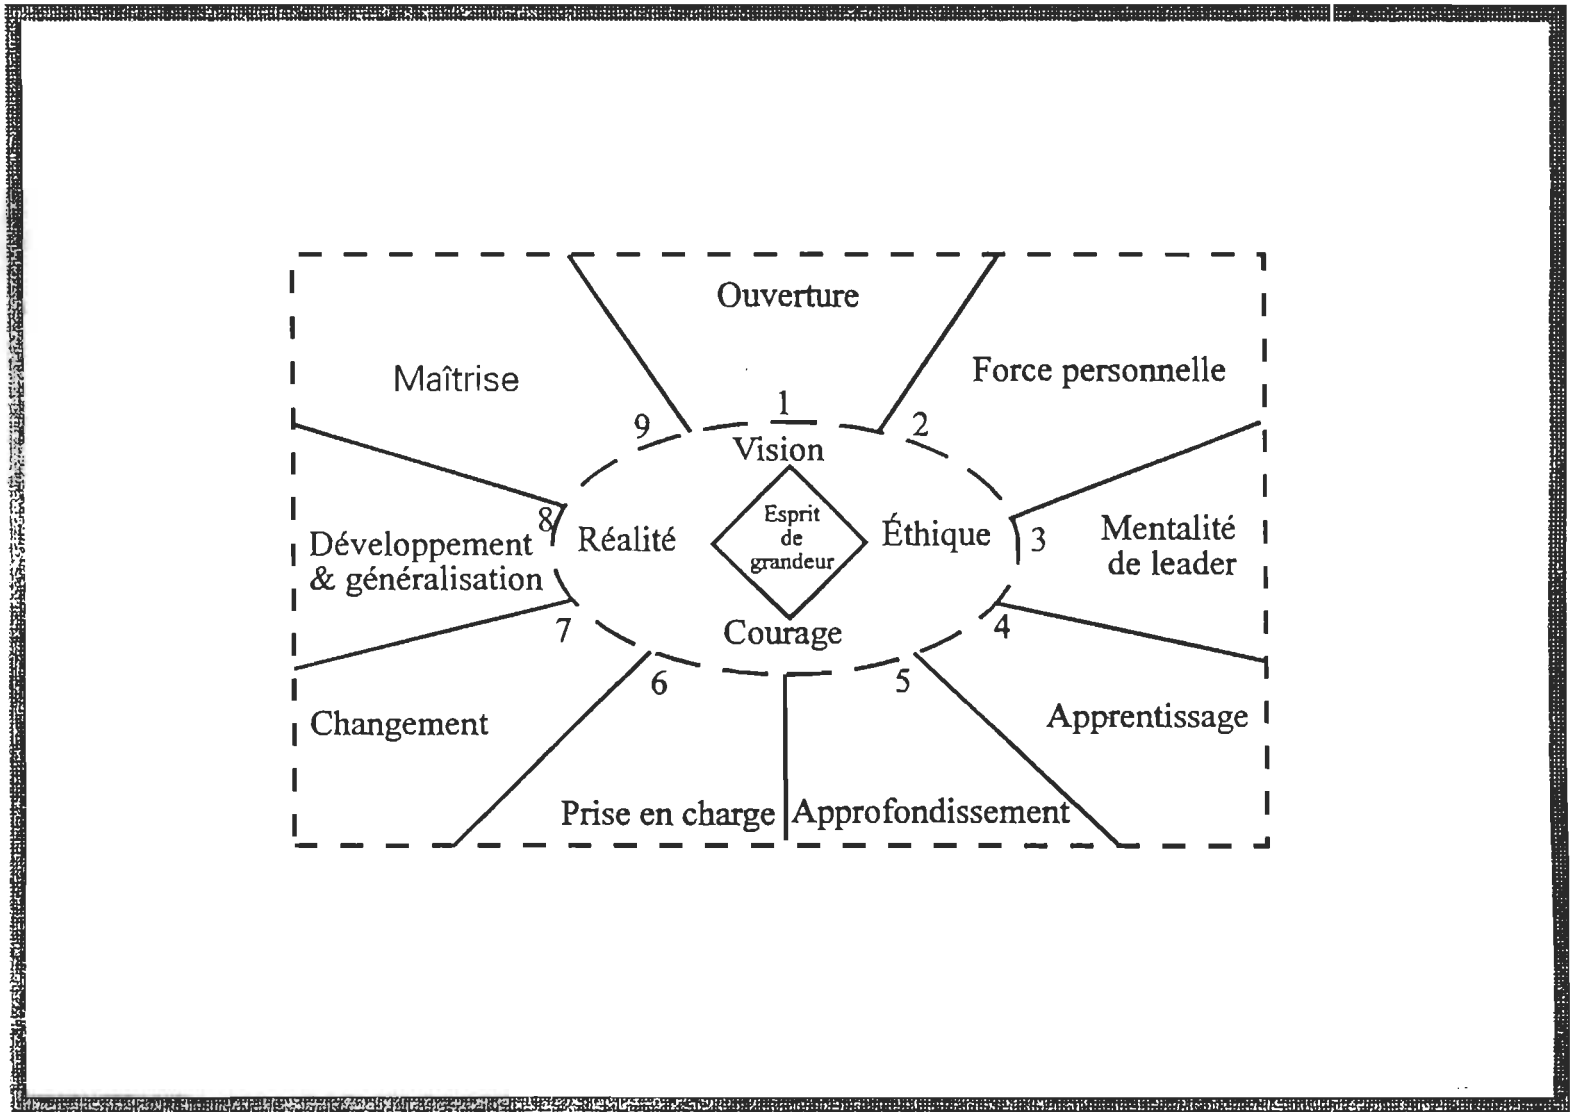 Ouverture
Force personnelle
Maîtrise
1
2
9
Vision
Esprit
de
grandeur
Réalité
Éthique
8
3
Mentalité
de leader
Développement
& généralisation
Courage
7
4
6
5
Changement
Apprentissage
Prise en charge
Approfondissement